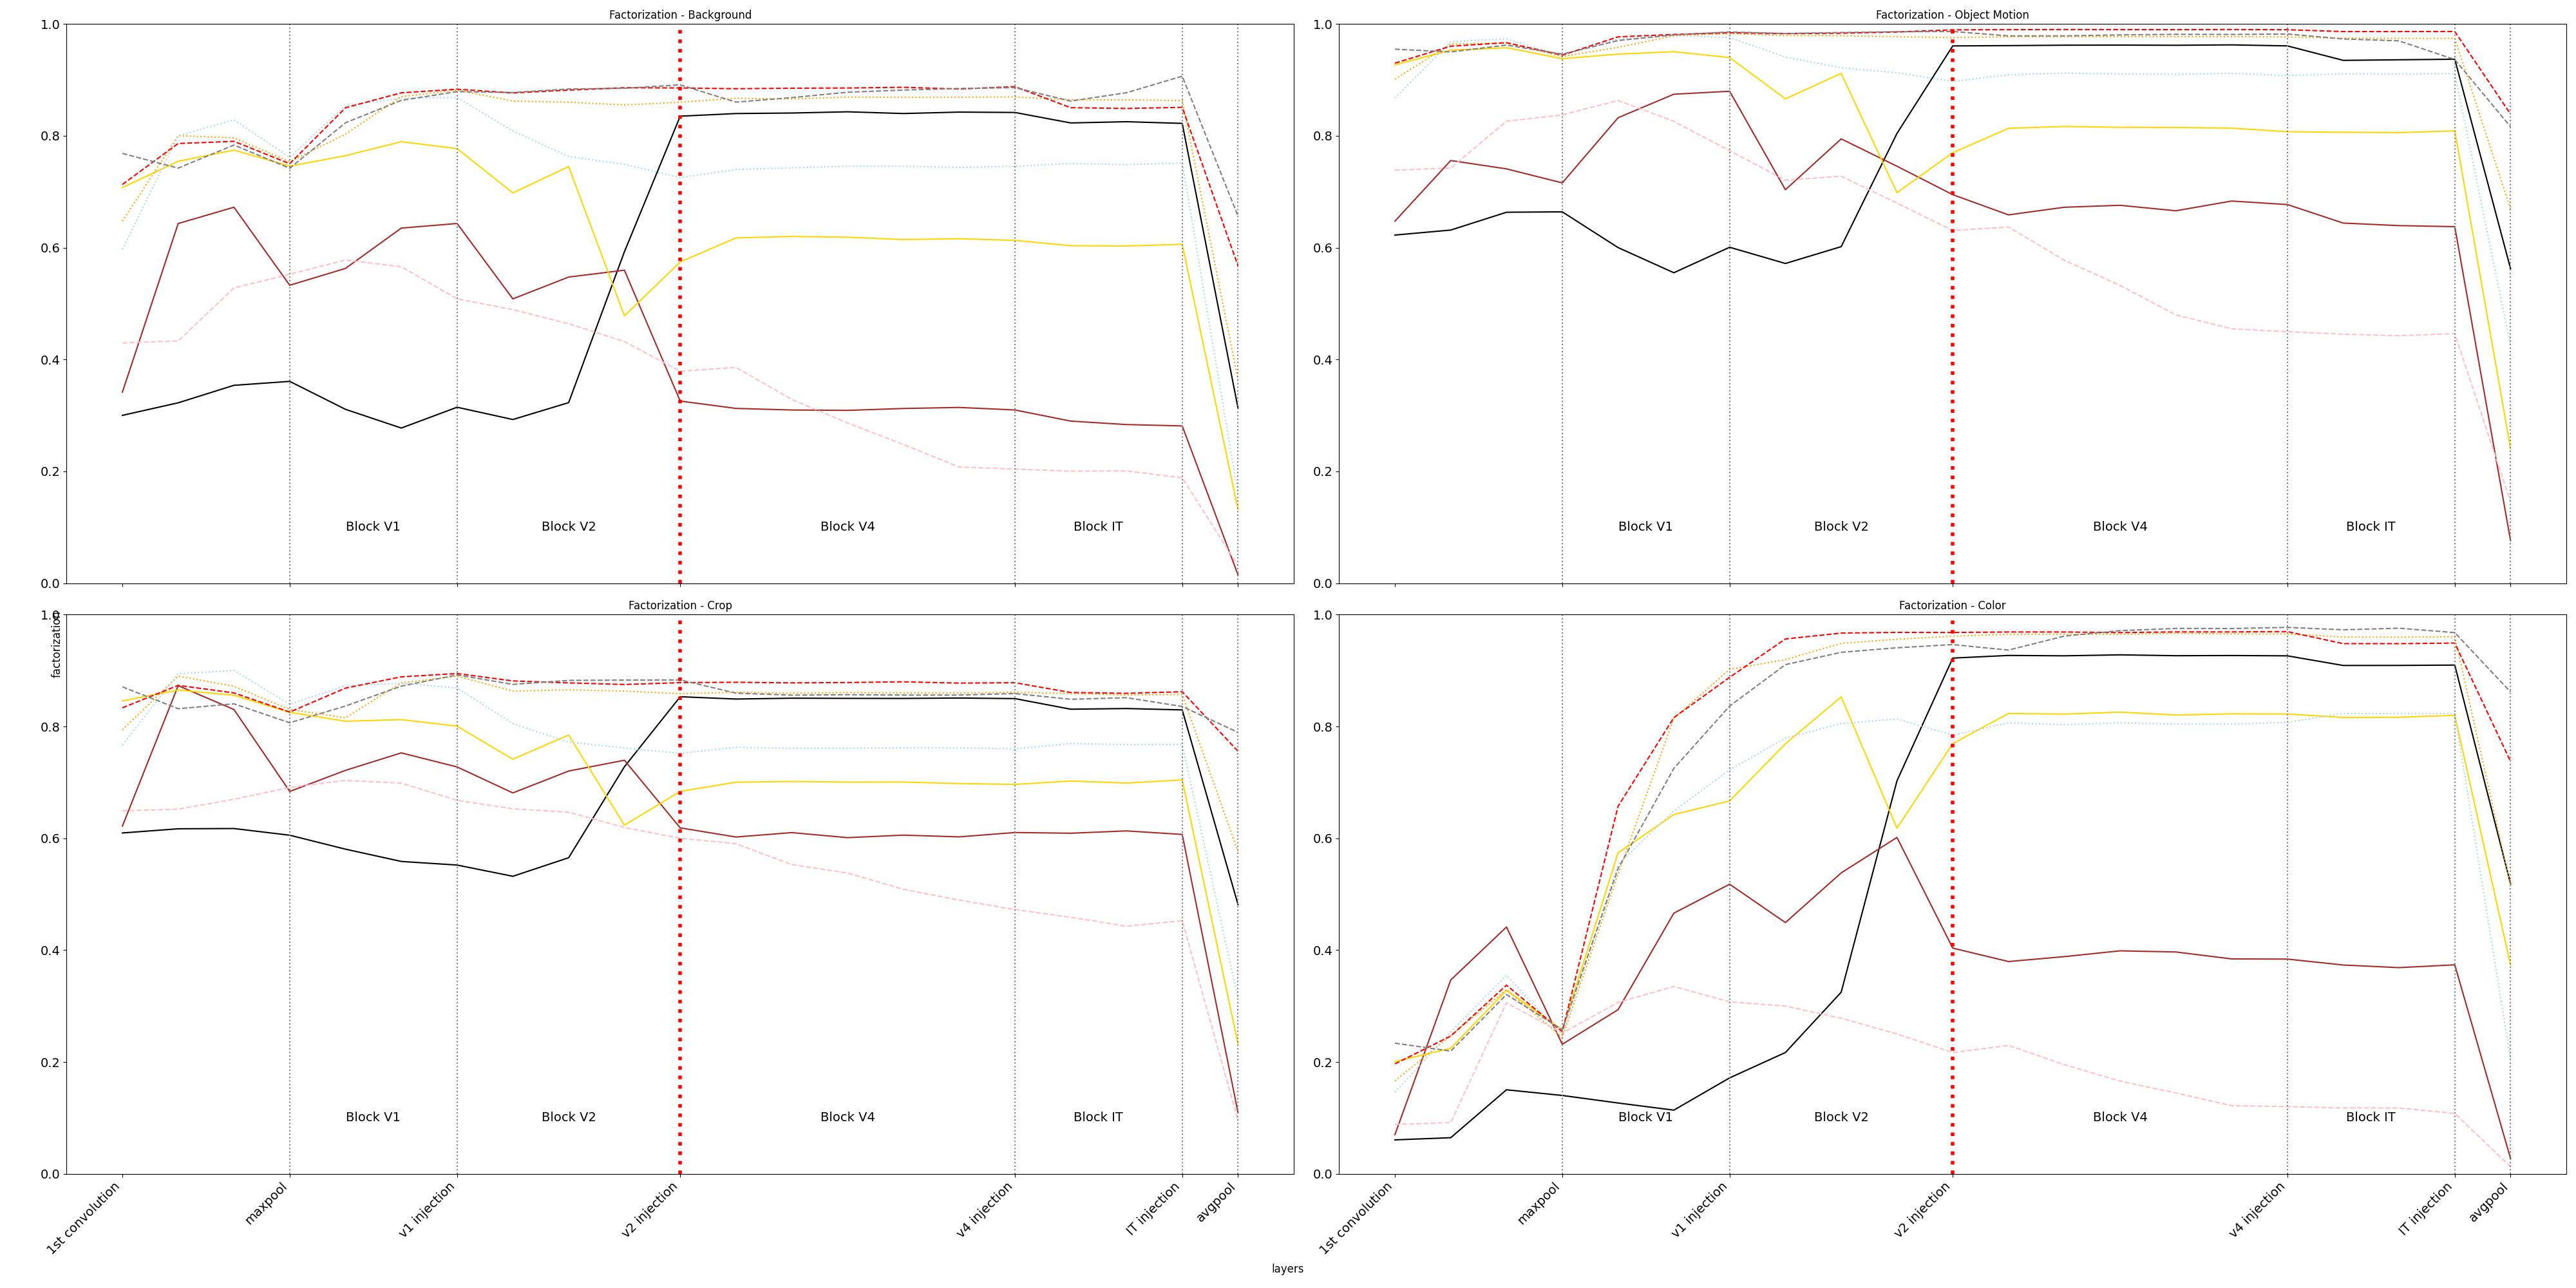 Factorization - Background
1.0
0.8
0.6
0.4
0.2
0.0
Block V1
Block V2
Block V4
Block IT
Factorization - Object Motion
1.0
0.8
0.6
0.4
0.2
0.0
Block V1
Block V2
Block V4
Block IT
Factorization - Crop
factorization
1.0
0.8
0.6
0.4
0.2
0.0
Block V1
Block V2
Block V4
Block IT
1st convolution
maxpool
v1 injection
v2 injection
v4 injection
IT injection
avgpool
Factorization - Color
1.0
0.8
0.6
0.4
0.2
0.0
Block V1
Block V2
Block V4
Block IT
1st convolution
maxpool
v1 injection
v2 injection
v4 injection
IT injection
avgpool
layers